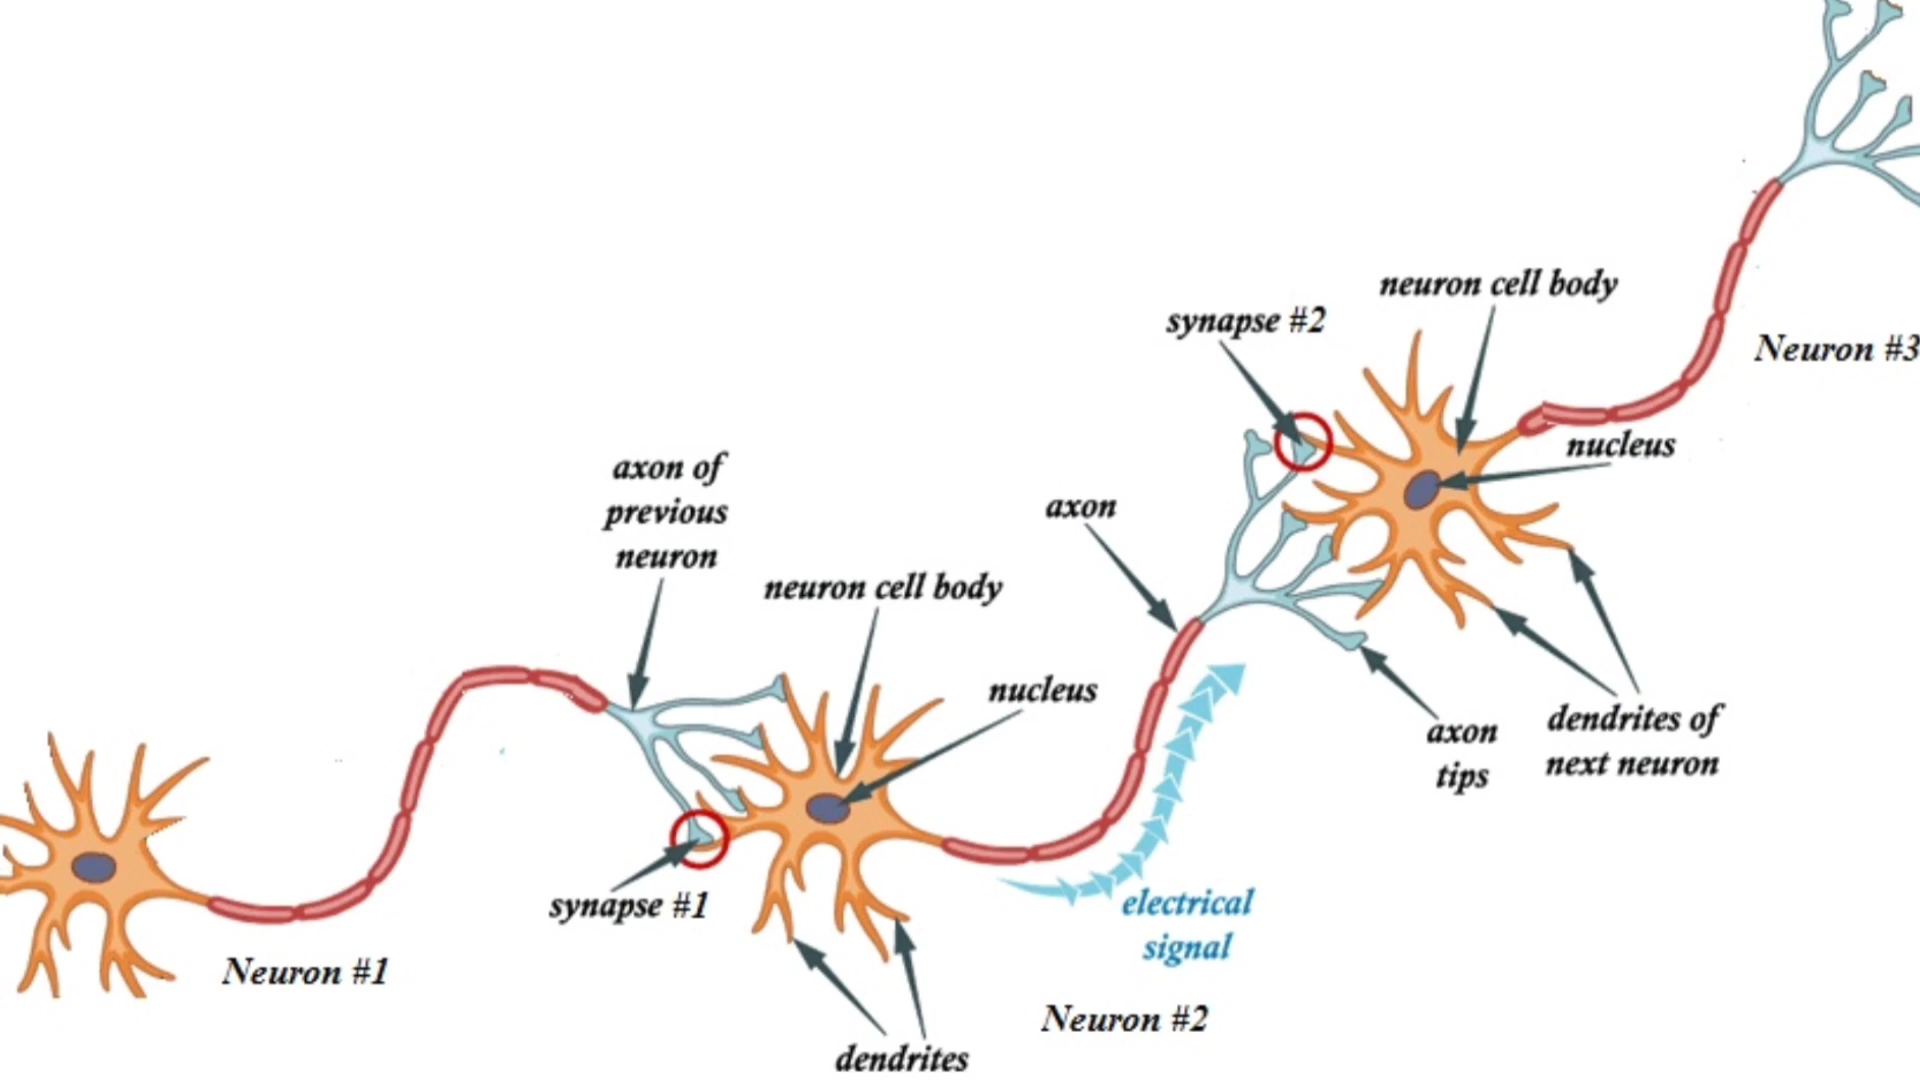 neuron cell body
synapse #2
Neuron #3
nucleus
axon of
previous
neuron
axon
neuron cell body
nucleus
axon
tips
dendrites of
next neuron
synapse #1
electrical
signal
Neuron #1
Neuron #2
dendrites